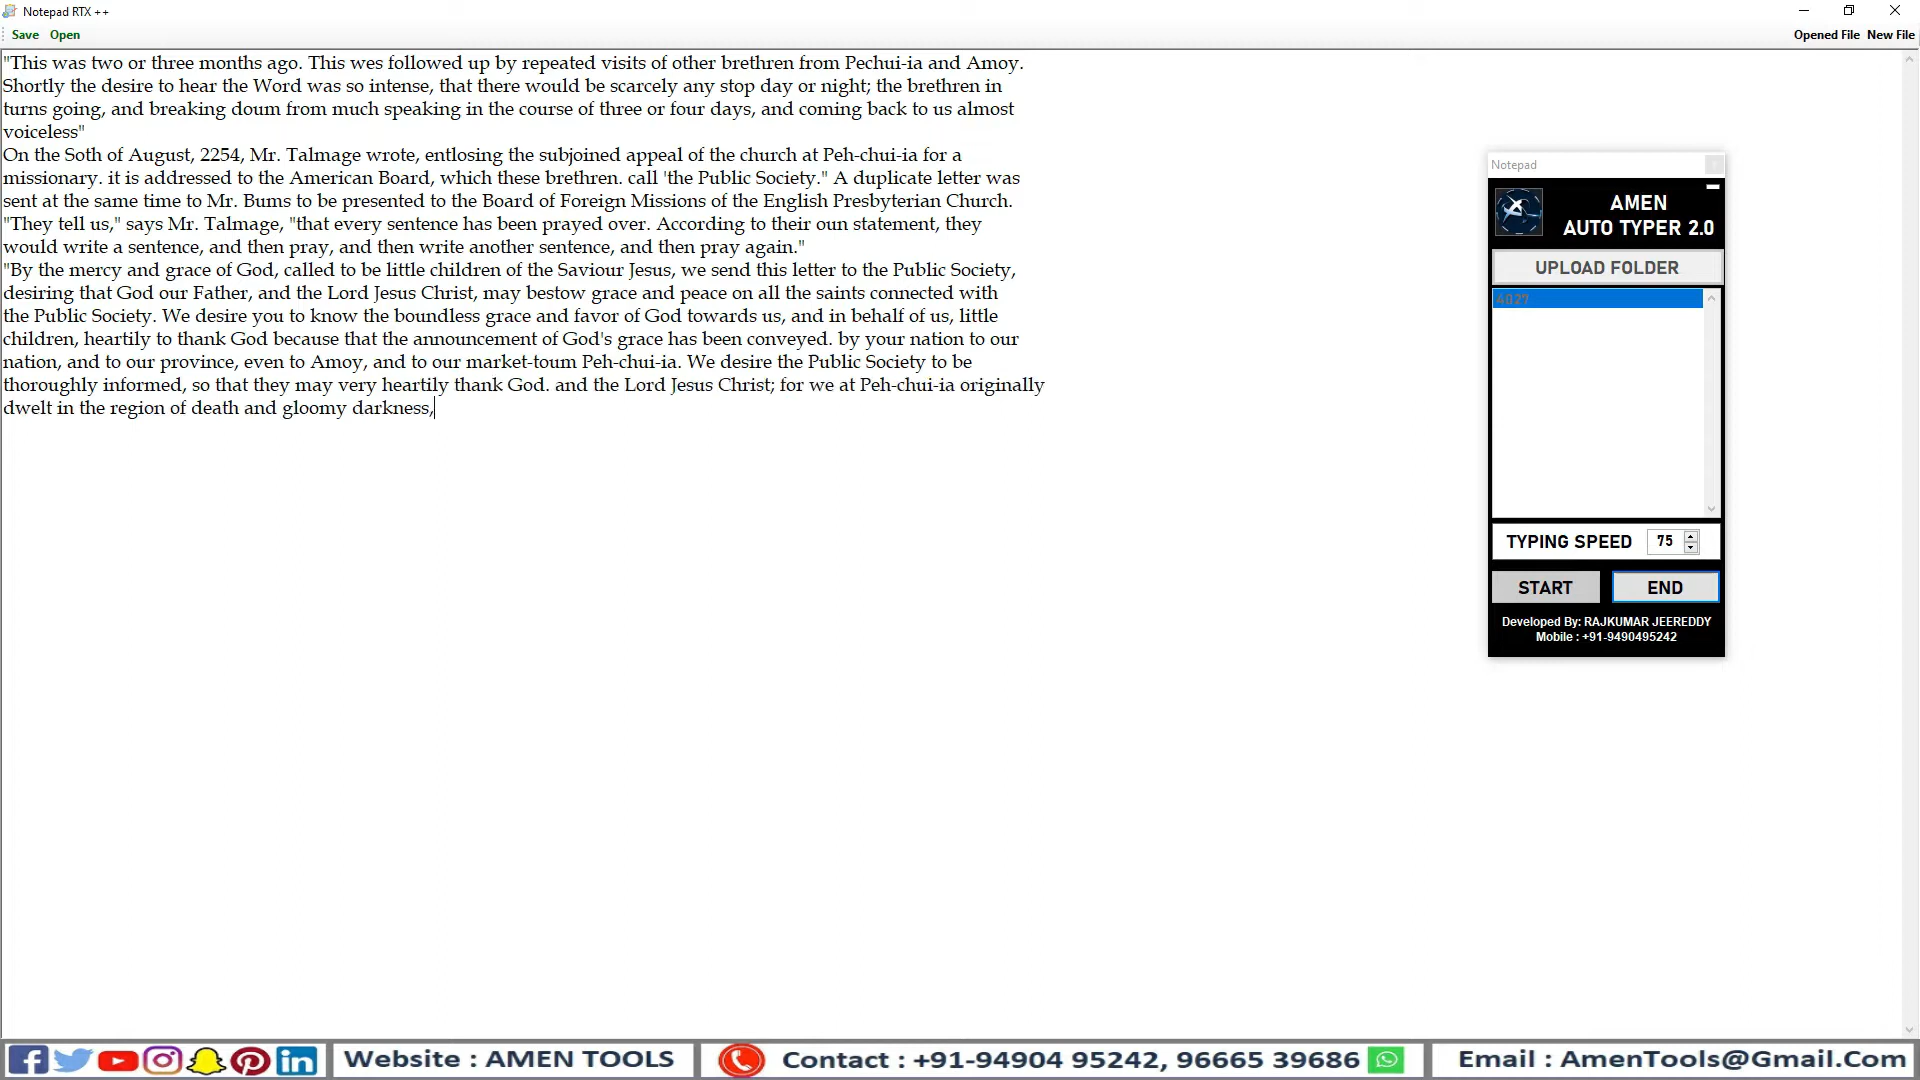 Notepad RTX ++
Save Open
Opened File New File
"This was two or three months ago. This wes followed up by repeated visits of other brethren from Pechui-ia and Amoy.
Shortly the desire to hear the Word was so intense, that there would be scarcely any stop day or night; the brethren in
turns going, and breaking doum from much speaking in the course of three or four days, and coming back to us almost
voiceless"
On the Soth of August, 2254, Mr. Talmage wrote, entlosing the subjoined appeal of the church at Peh-chui-ia for a
missionary. it is addressed to the American Board, which these brethren. call 'the Public Society." A duplicate letter was
sent at the same time to Mr. Bums to be presented to the Board of Foreign Missions of the English Presbyterian Church.
"They tell us," says Mr. Talmage, "that every sentence has been prayed over. According to their oun statement, they
would write a sentence, and then pray, and then write another sentence, and then pray again."
"By the mercy and grace of God, called to be little children of the Saviour Jesus, we send this letter to the Public Society,
desiring that God our Father, and the Lord Jesus Christ, may bestow grace and peace on all the saints connected with
the Public Society. We desire you to know the boundless grace and favor of God towards us, and in behalf of us, little
children, heartily to thank God because that the announcement of God's grace has been conveyed. by your nation to our
nation, and to our province, even to Amoy, and to our market-toum Peh-chui-ia. We desire the Public Society to be
thoroughly informed, so that they may very heartily thank God. and the Lord Jesus Christ; for we at Peh-chui-ia originally
dwelt in the region of death and gloomy darkness,
Notepad
AMEN
AUTO TYPER 2.0
UPLOAD FOLDER
4027
TYPING SPEED 75
START END
Developed By: RAJKUMAR JEEREDDY
Mobile : +91-9490495242
Website : AMEN TOOLS
Contact : +91-94904 95242, 96665 39686
Email : AmenTools@Gmail.Com